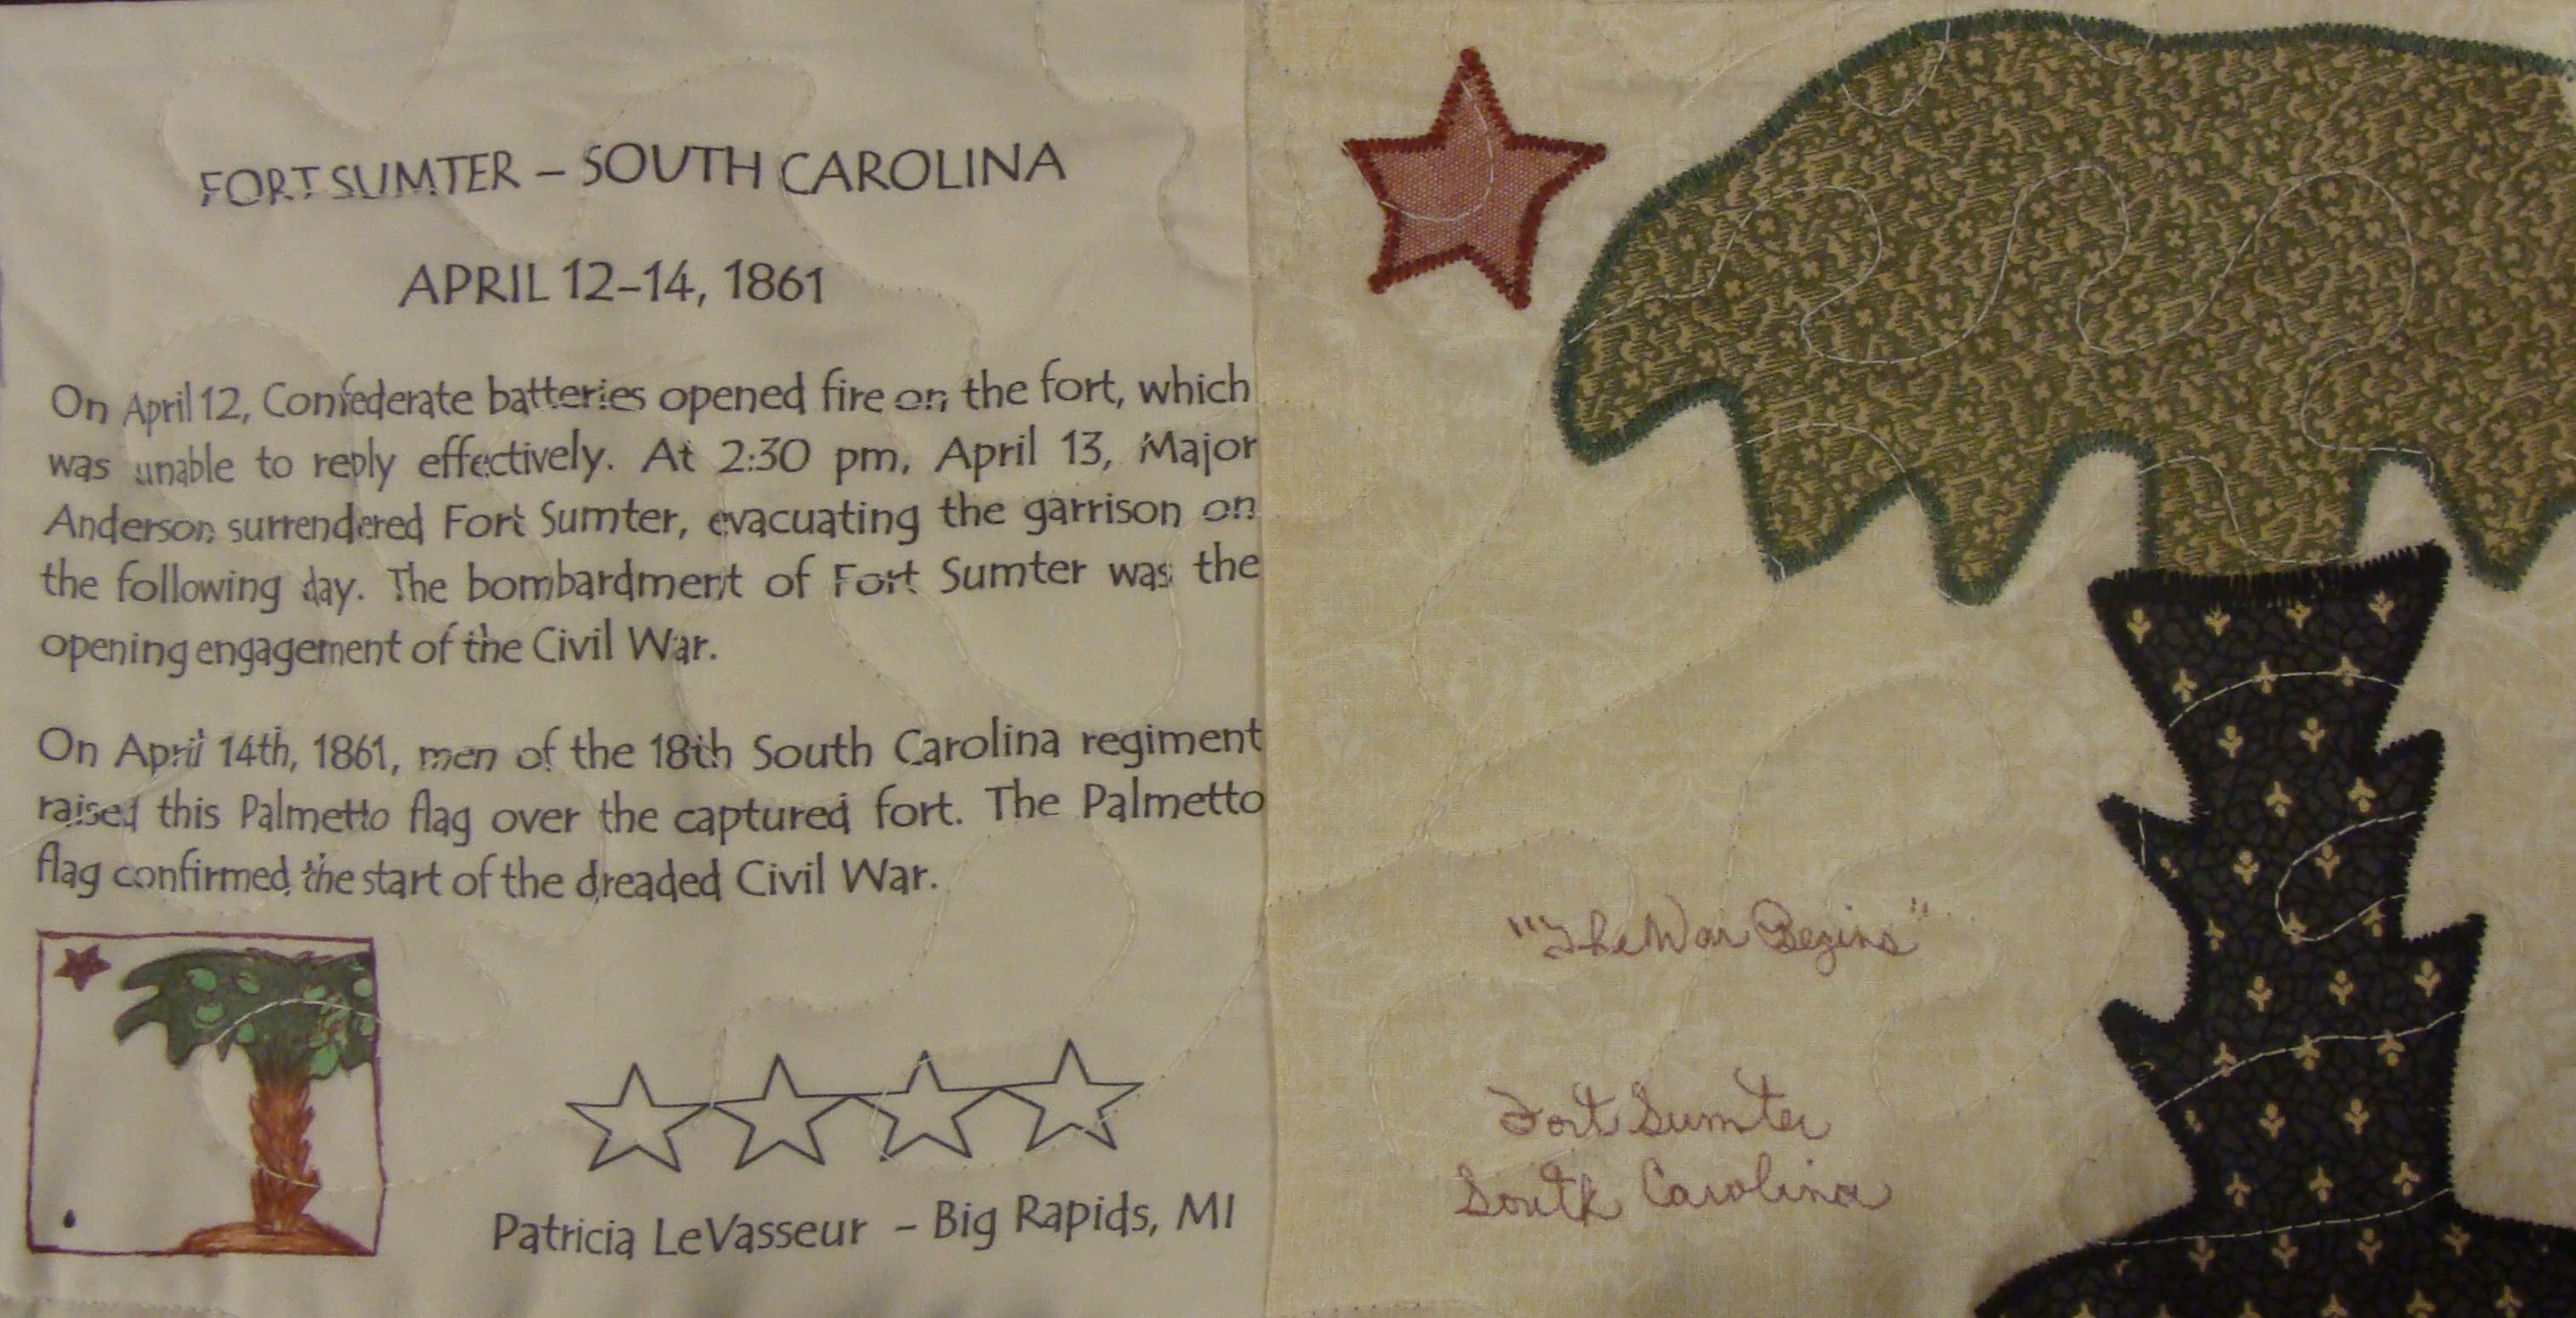 FORT SUMTER – SOUTH CAROLINA
APRIL 12–14, 1861
On April 12, Confederate batteries opened fire on the fort, which
was unable to reply effectively. At 2:30 pm, April 13, Major
Anderson surrendered Fort Sumter, evacuating the garrison on
the following day. The bombardment of Fort Sumter was the
opening engagement of the Civil War.
On April 14th, 1861, men of the 18th South Carolina regiment
raised this Palmetto flag over the captured fort. The Palmetto
flag confirmed the start of the dreaded Civil War.
Patricia LeVasseur – Big Rapids, MI
"The War Begins"
Fort Sumter
South Carolina